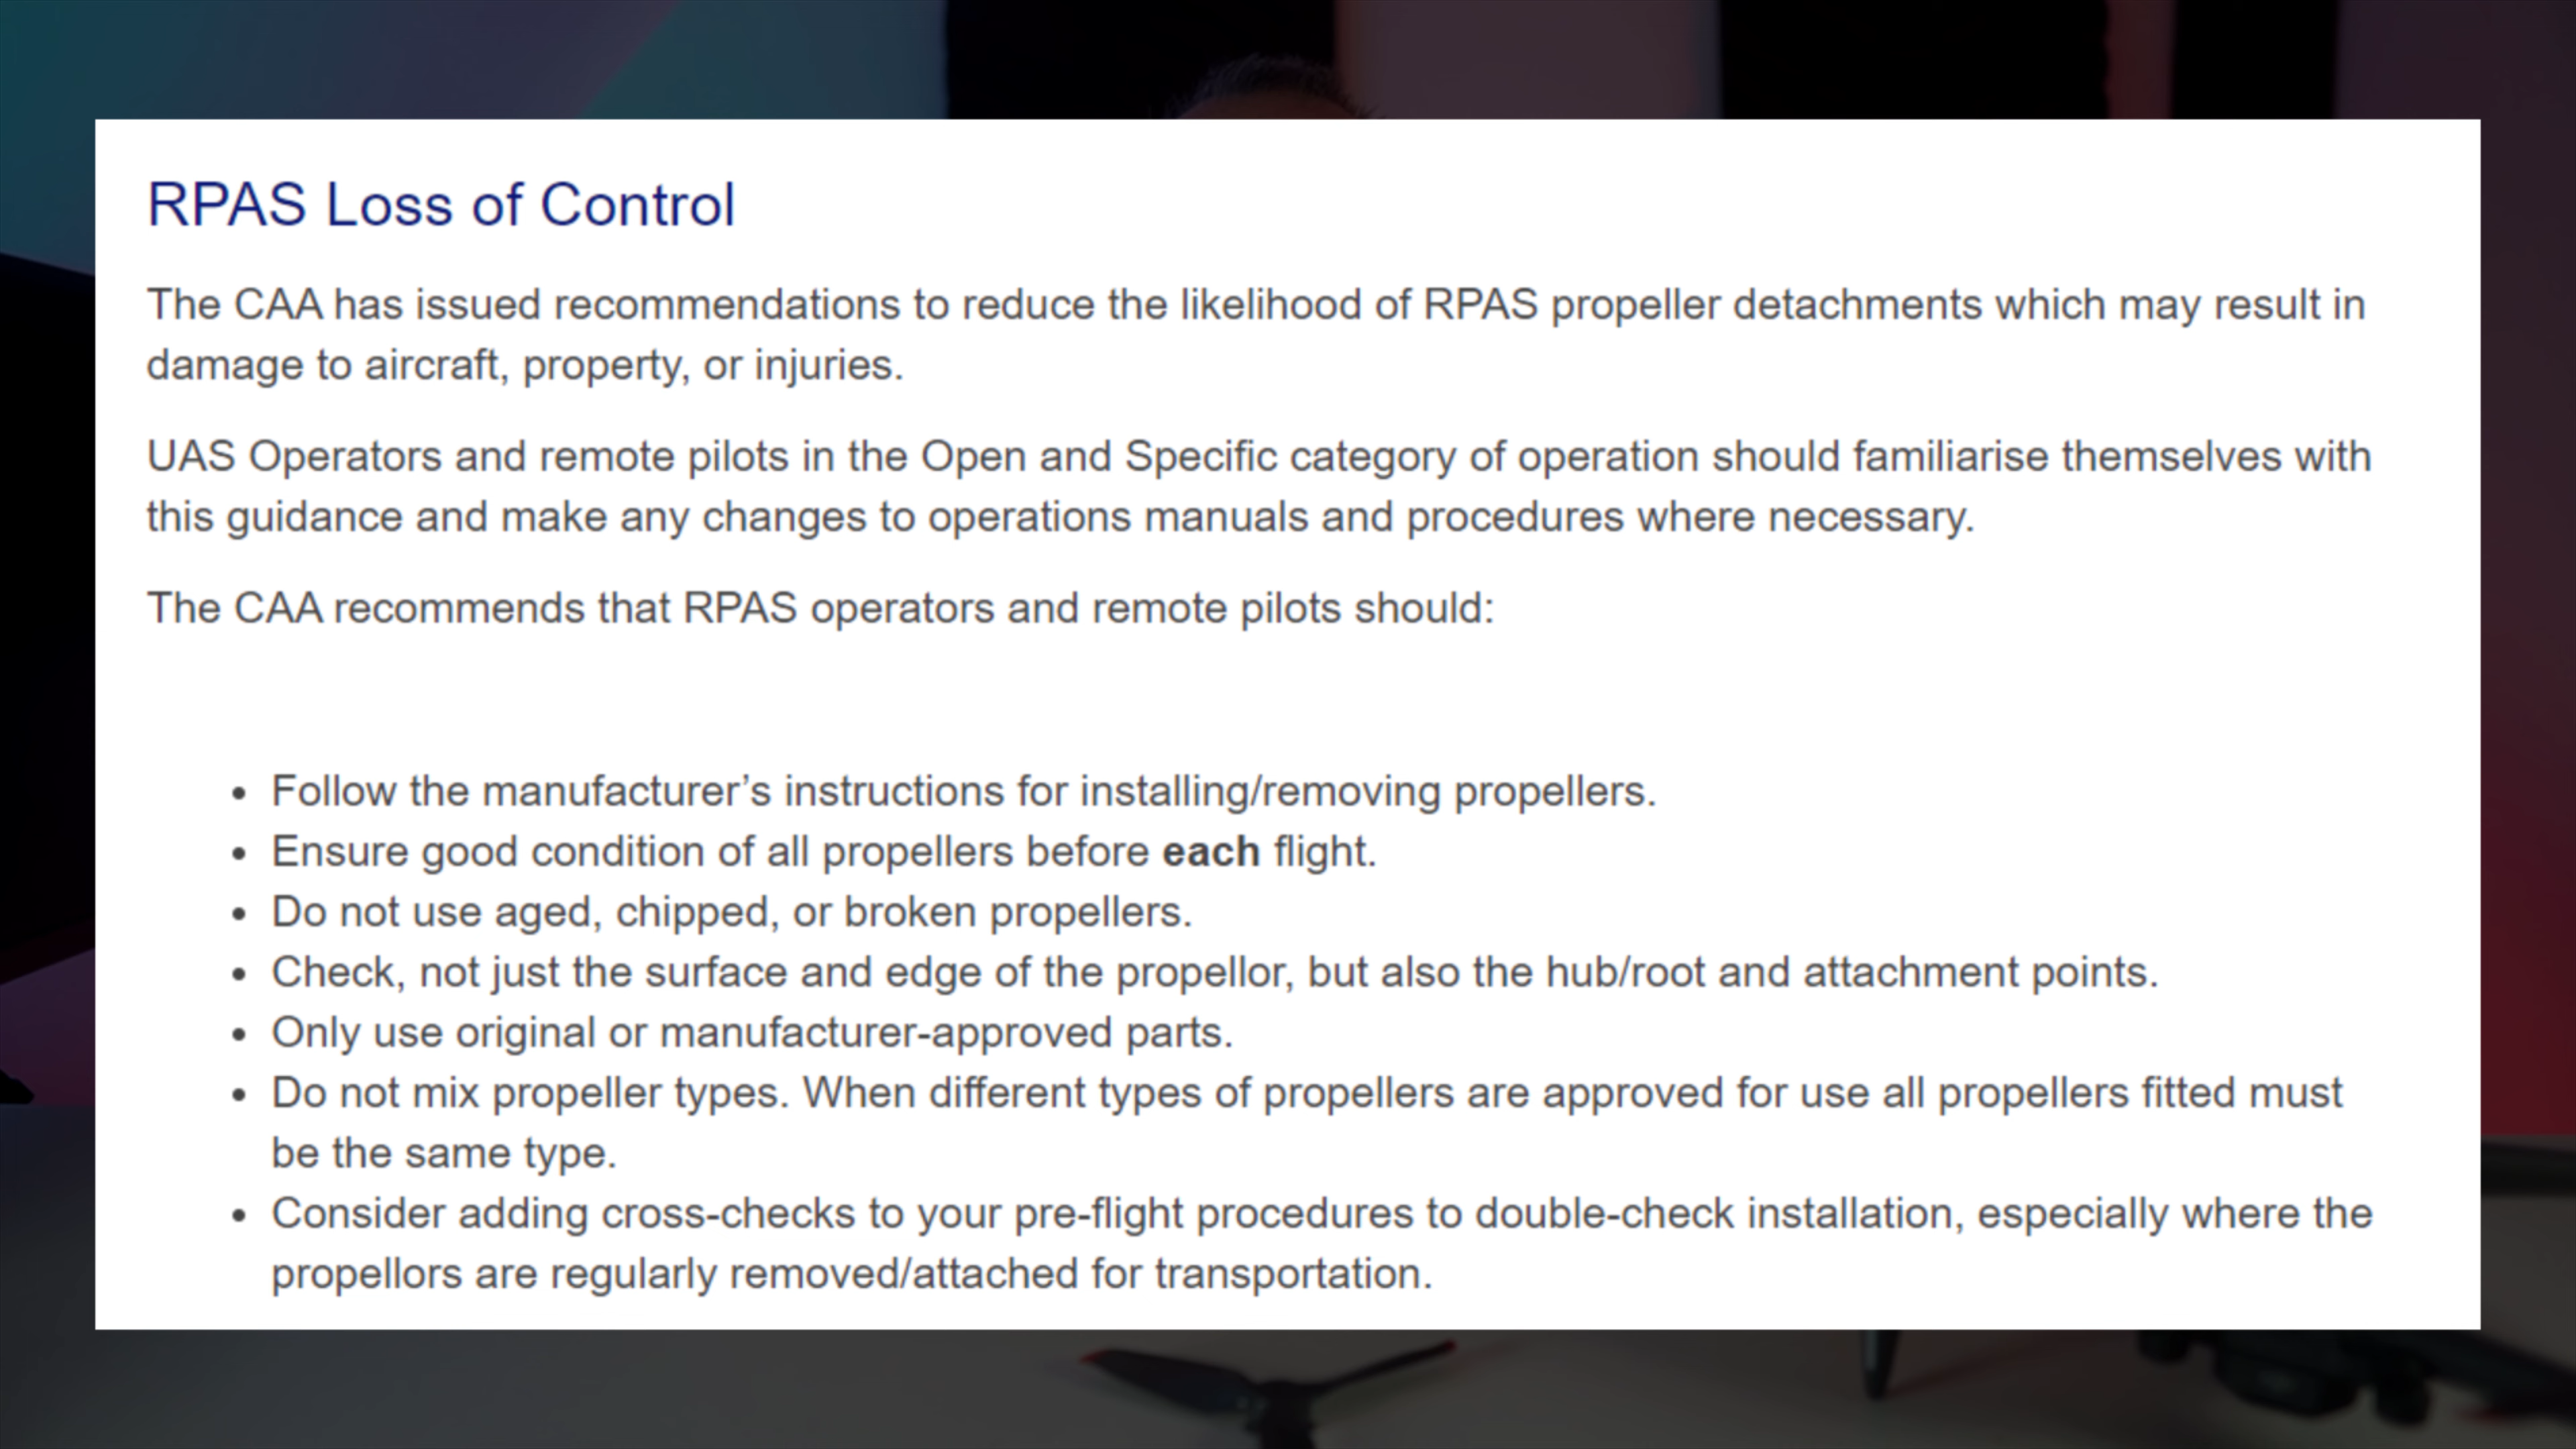 RPAS Loss of Control
The CAA has issued recommendations to reduce the likelihood of RPAS propeller detachments which may result in
damage to aircraft, property, or injuries.
UAS Operators and remote pilots in the Open and Specific category of operation should familiarise themselves with
this guidance and make any changes to operations manuals and procedures where necessary.
The CAA recommends that RPAS operators and remote pilots should:
• Follow the manufacturer’s instructions for installing/removing propellers.
• Ensure good condition of all propellers before each flight.
• Do not use aged, chipped, or broken propellers.
• Check, not just the surface and edge of the propellor, but also the hub/root and attachment points.
• Only use original or manufacturer-approved parts.
• Do not mix propeller types. When different types of propellers are approved for use all propellers fitted must
be the same type.
• Consider adding cross-checks to your pre-flight procedures to double-check installation, especially where the
propellors are regularly removed/attached for transportation.